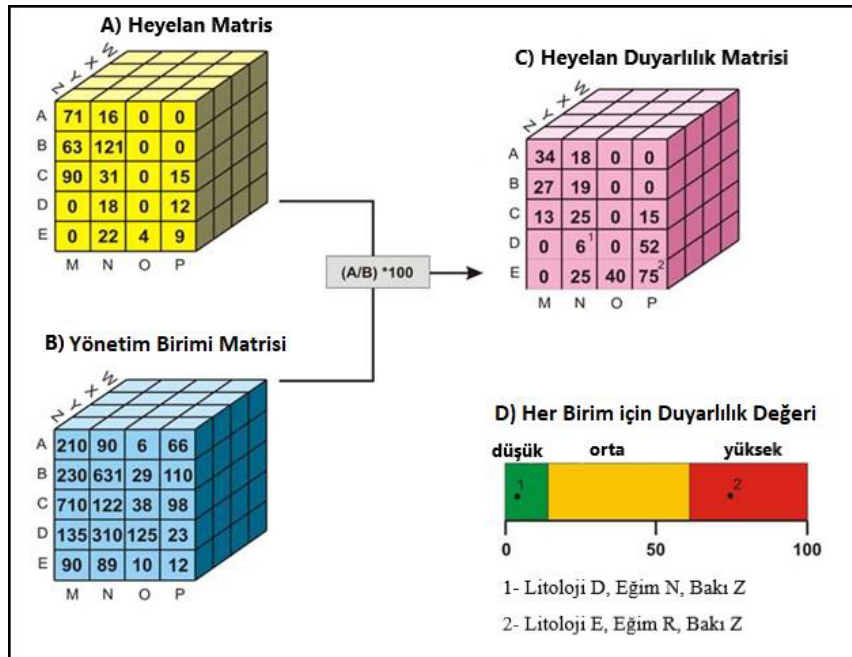 A) Heyelan Matris
Z Y X W
A 71 16 0 0
B 63 121 0 0
C 90 31 0 15
D 0 18 0 12
E 0 22 4 9
M N O P
(A/B) *100
C) Heyelan Duyarlılık Matrisi
Z Y X W
A 34 18 0 0
B 27 19 0 0
C 13 25 0 15
D 0 6 1 0 52
E 0 25 40 75 2
M N O P
B) Yönetim Birimi Matrisi
Z Y X W
A 210 90 6 66
B 230 631 29 110
C 710 122 38 98
D 135 310 125 23
E 90 89 10 12
M N O P
D) Her Birim için Duyarlılık Değeri
düşük orta yüksek
1 2
0 50 100
1- Litoloji D, Eğim N, Bakı Z
2- Litoloji E, Eğim R, Bakı Z